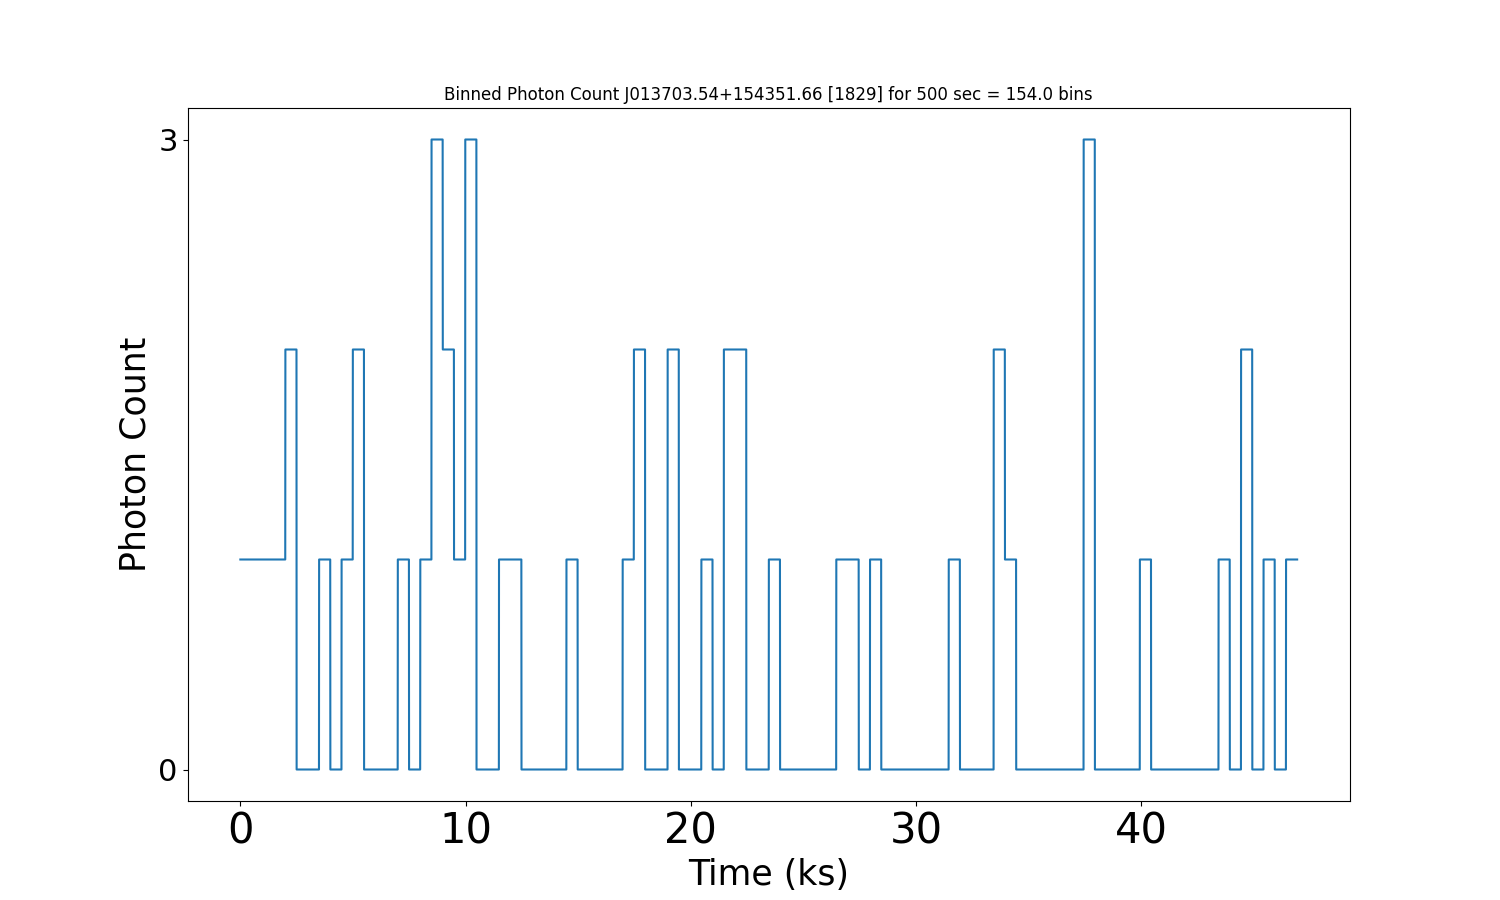 Binned Photon Count J013703.54+154351.66 [1829] for 500 sec = 154.0 bins
3
Photon Count
0
0 10 20 30 40
Time (ks)